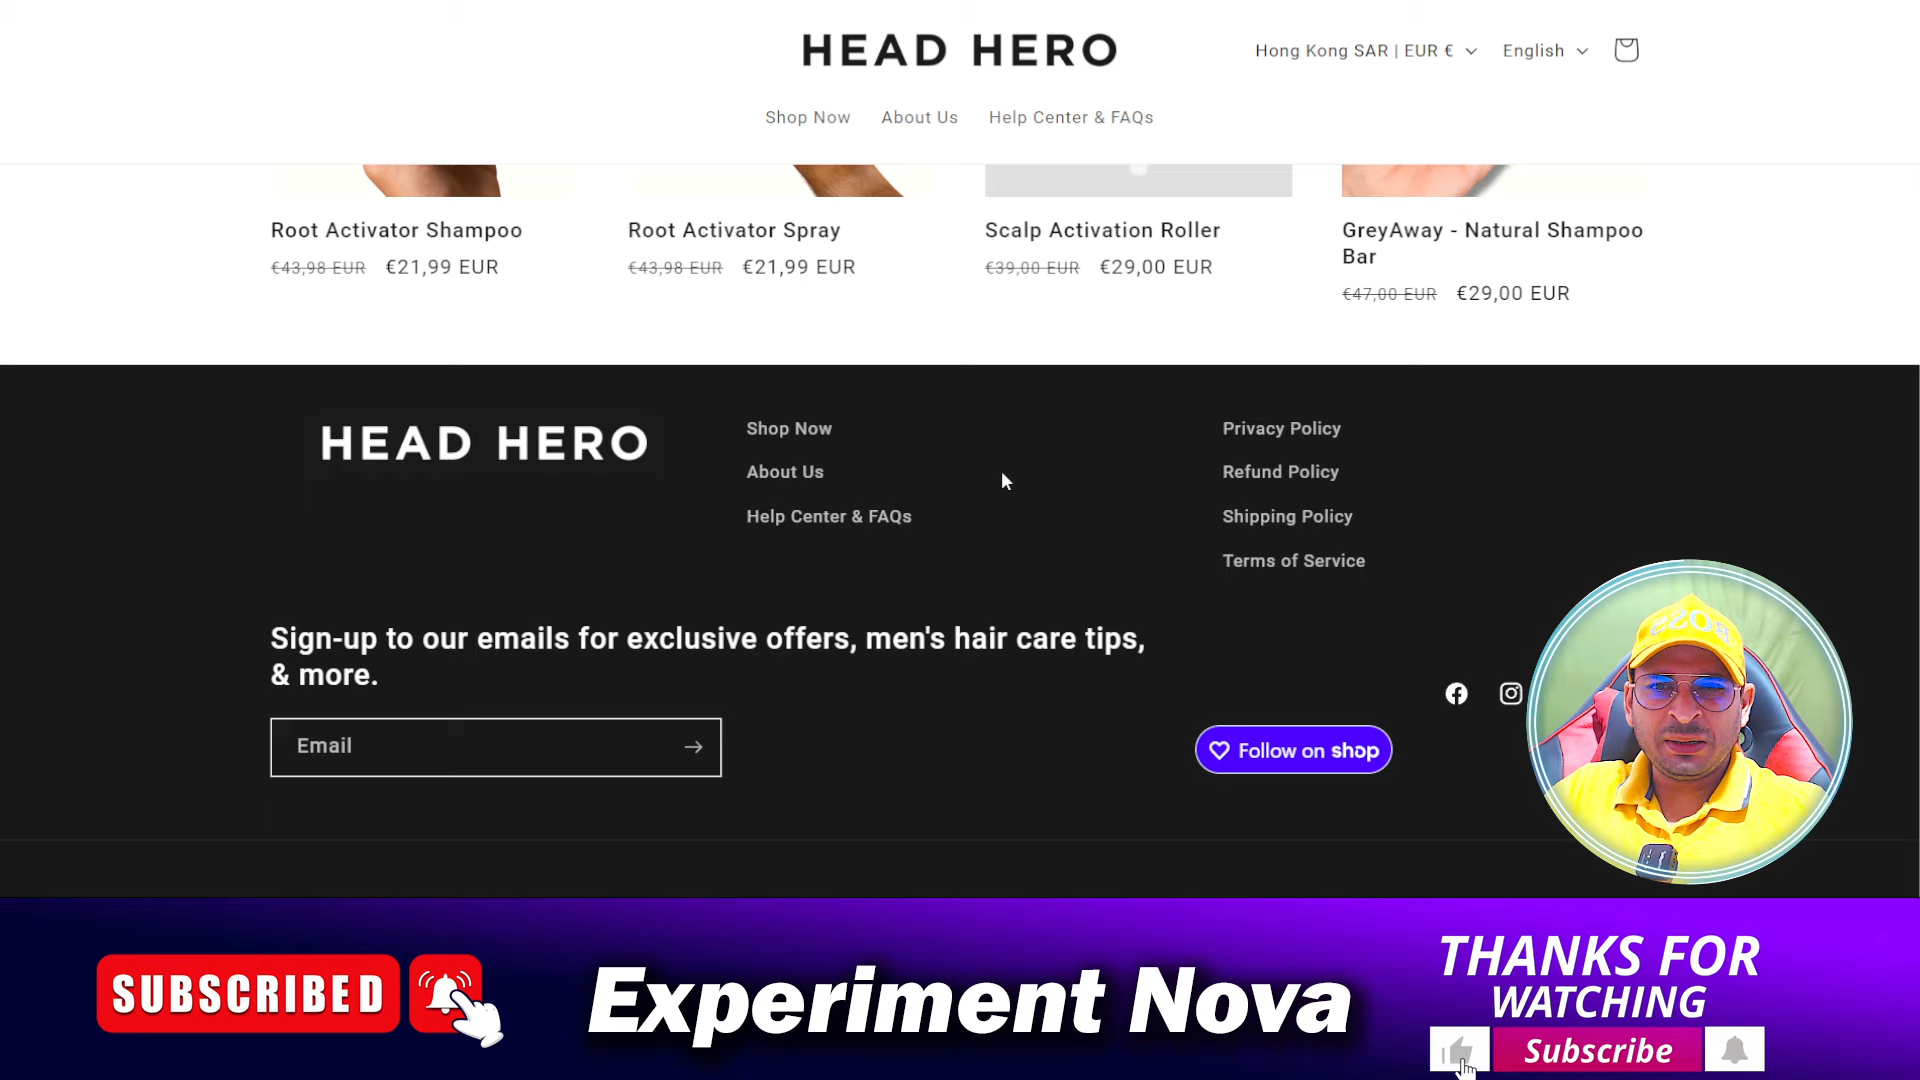 HEAD HERO
Hong Kong SAR | EUR €
English
Shop Now
About Us
Help Center & FAQs
Root Activator Shampoo
€43,98 EUR €21,99 EUR
Root Activator Spray
€43,98 EUR €21,99 EUR
Scalp Activation Roller
€39,00 EUR €29,00 EUR
GreyAway - Natural Shampoo
Bar
€47,00 EUR €29,00 EUR
HEAD HERO
Shop Now
About Us
Help Center & FAQs
Privacy Policy
Refund Policy
Shipping Policy
Terms of Service
Sign-up to our emails for exclusive offers, men's hair care tips,
& more.
Email
Follow on shop
BOSS
SUBSCRIBED
Experiment Nova
THANKS FOR
WATCHING
Subscribe